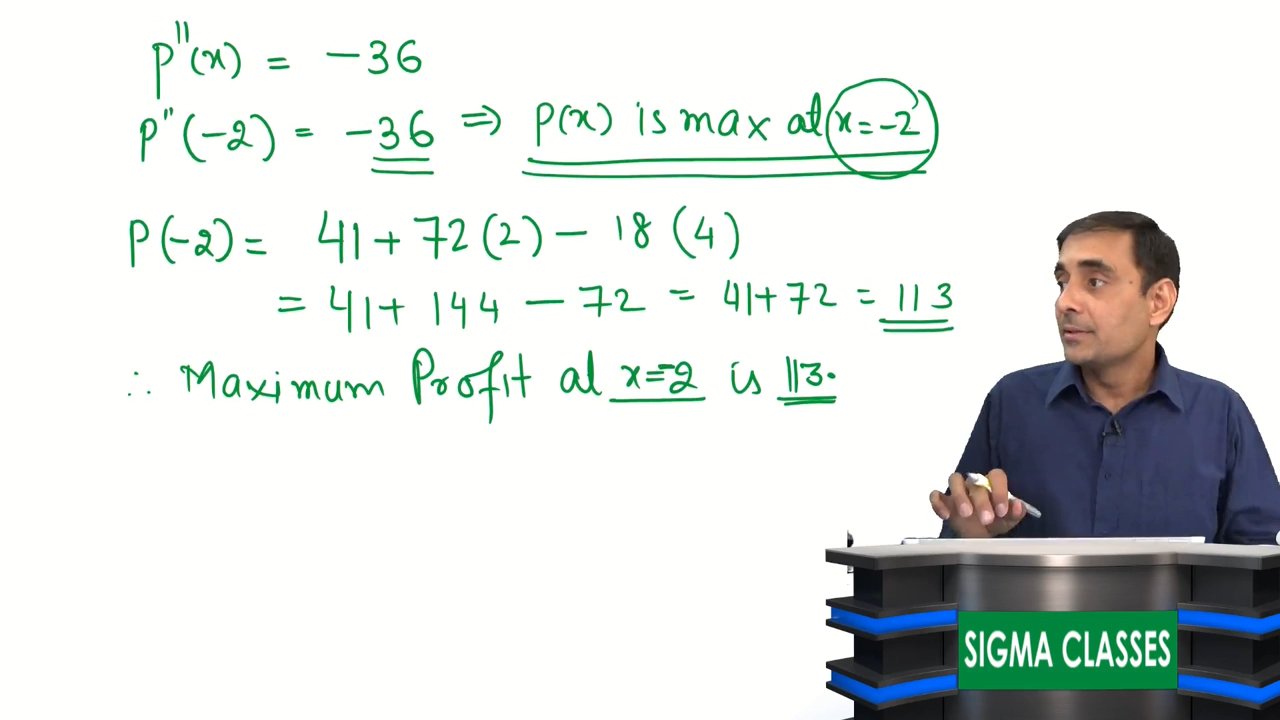 P''(x) = -36
P''(-2) = -36 ⇒ P(x) is max at x=-2
P(-2) = 41 + 72(2) - 18(4)
= 41 + 144 - 72 = 41+72 = 113
∴ Maximum Profit at x=-2 is 113.
SIGMA CLASSES